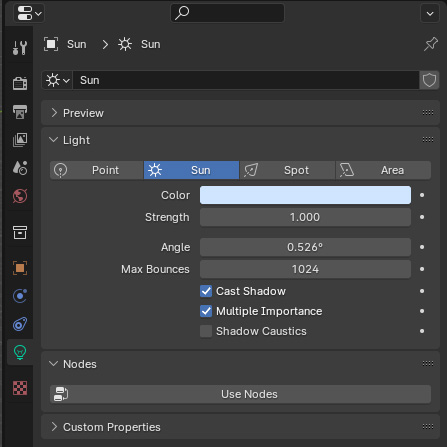 Sun Sun
Sun
Preview
Light
Point Sun Spot Area
Color
Strength 1.000
Angle 0.526°
Max Bounces 1024
Cast Shadow
Multiple Importance
Shadow Caustics
Nodes
Use Nodes
Custom Properties